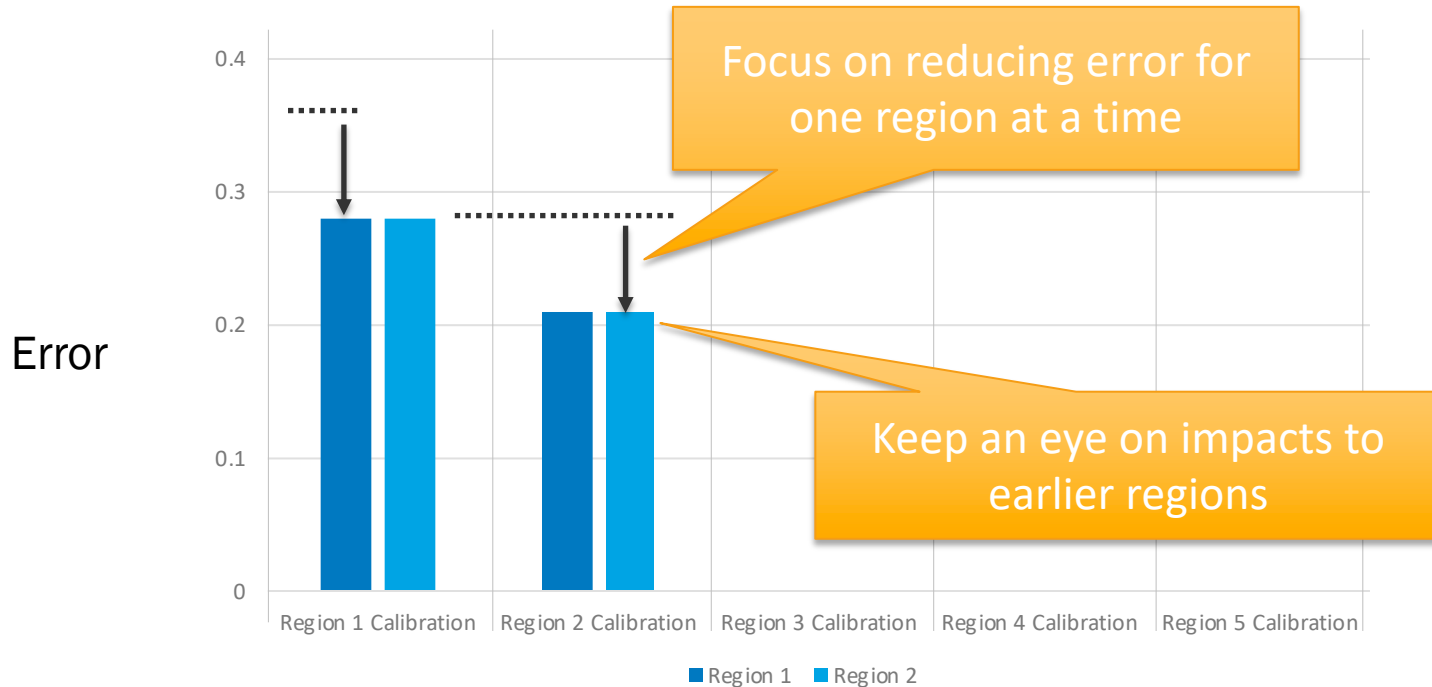 Focus on reducing error for
one region at a time
0.4
0.3
0.2
Error
Keep an eye on impacts to
earlier regions
0.1
0
Region 1 Calibration
Region 2 Calibration
Region 3 Calibration
Region 4 Calibration
Region 5 Calibration
Region 1
Region 2